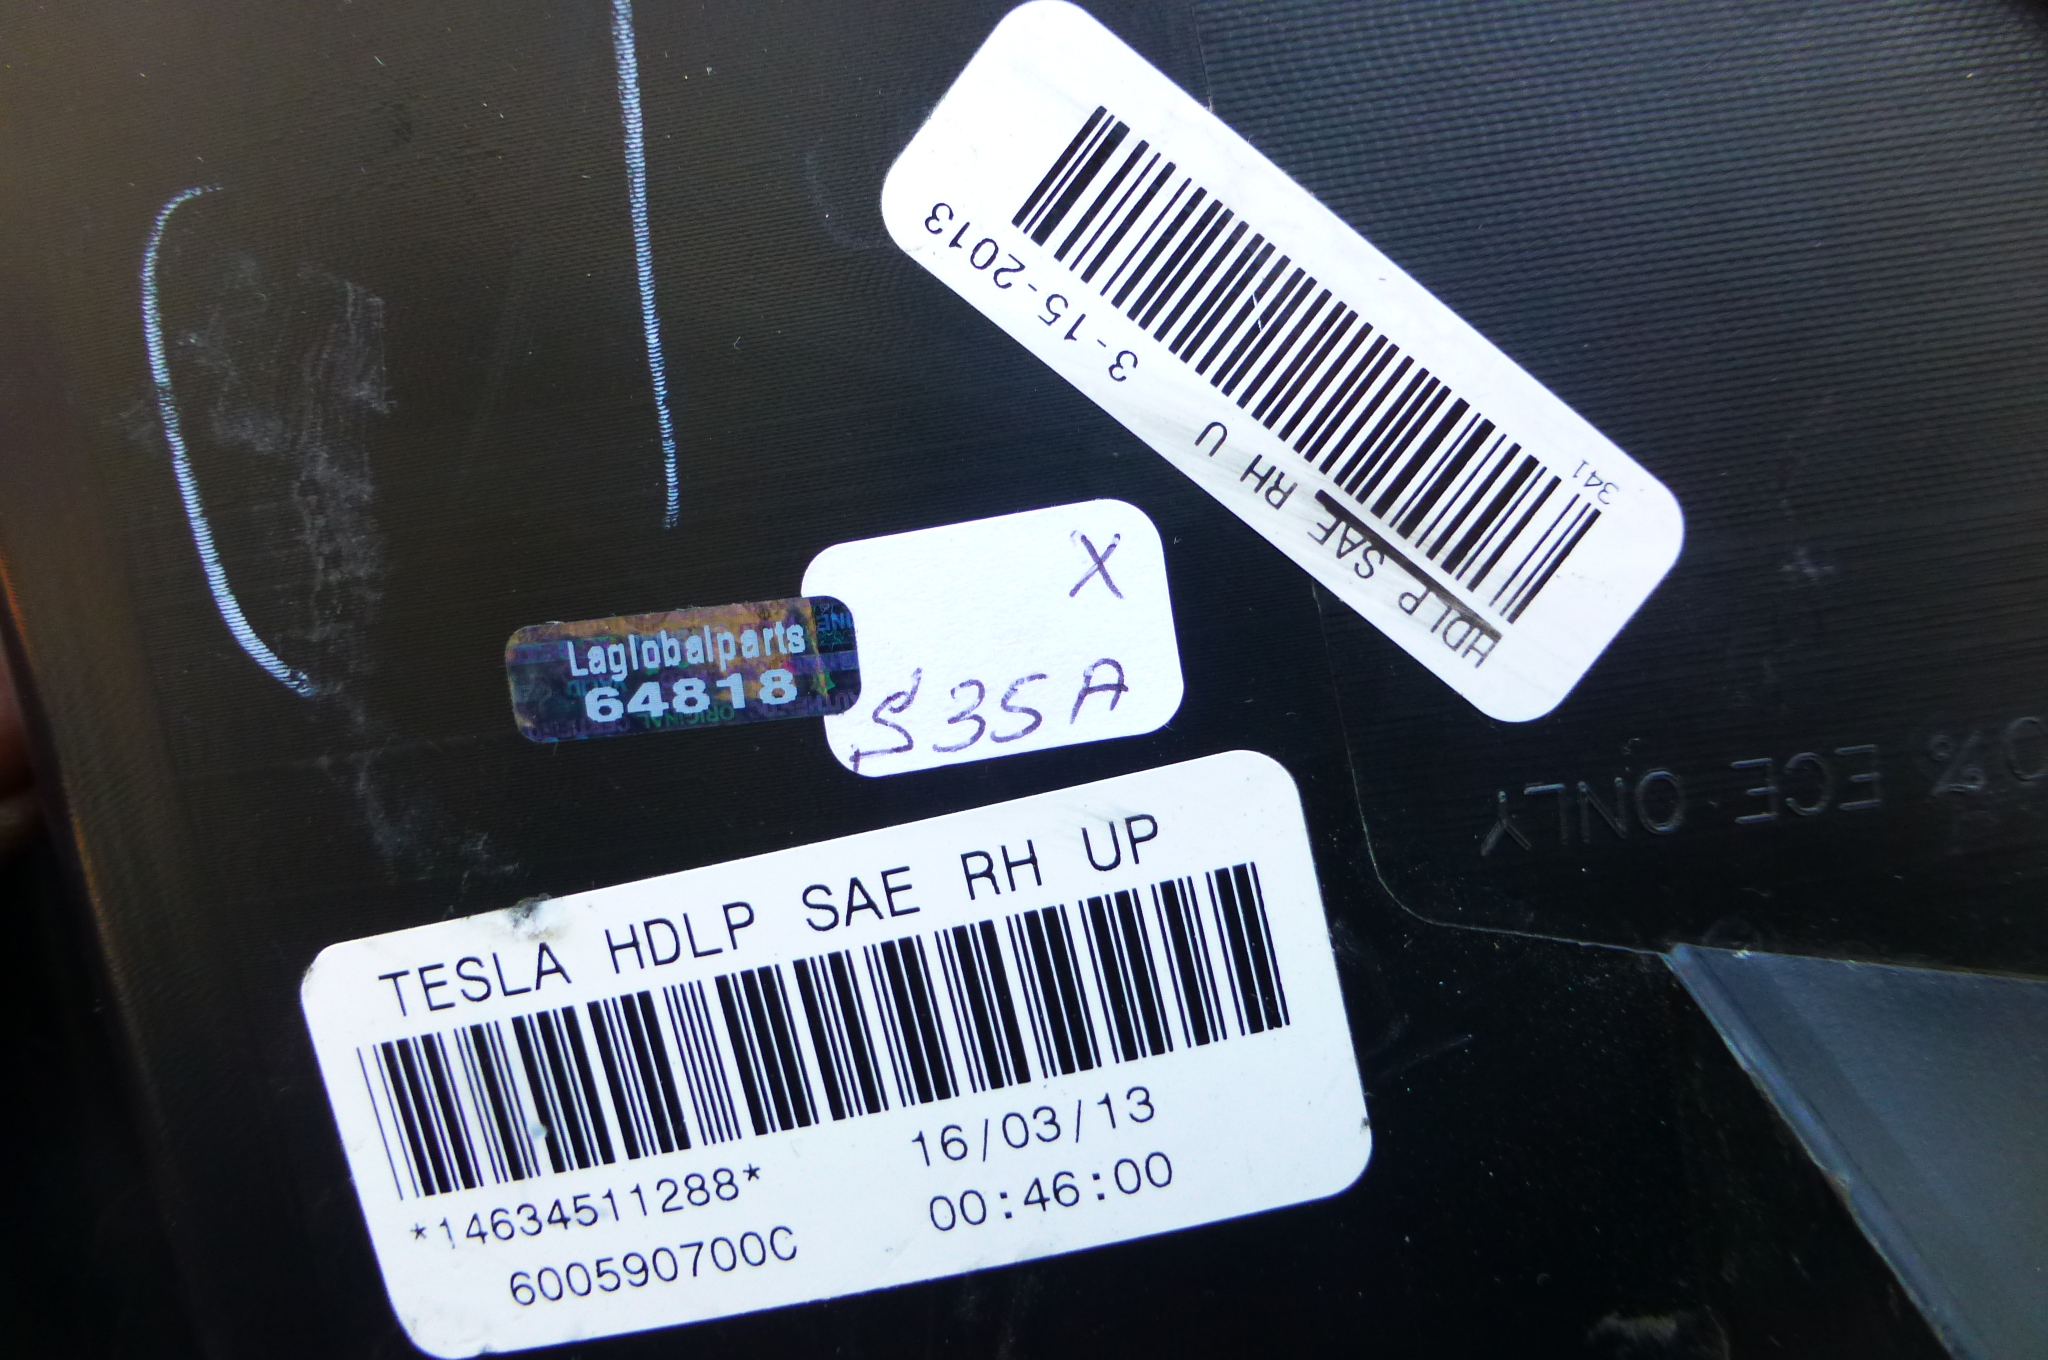 3-15-2013
HDLP SAE RH U
341
X
S35A
Laglobalparts
64818
TESLA HDLP SAE RH UP
*14634511288*
16/03/13
600590700C
00:46:00
0% ECE ONLY